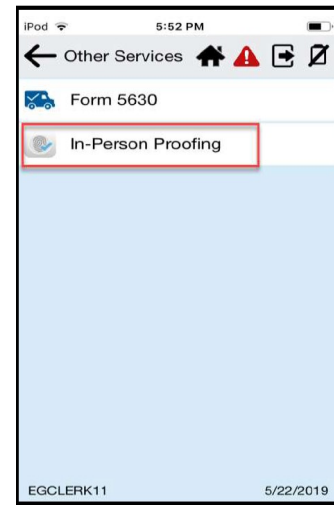 iPod 5:52 PM
Other Services
Form 5630
In-Person Proofing
EGCLERK11 5/22/2019